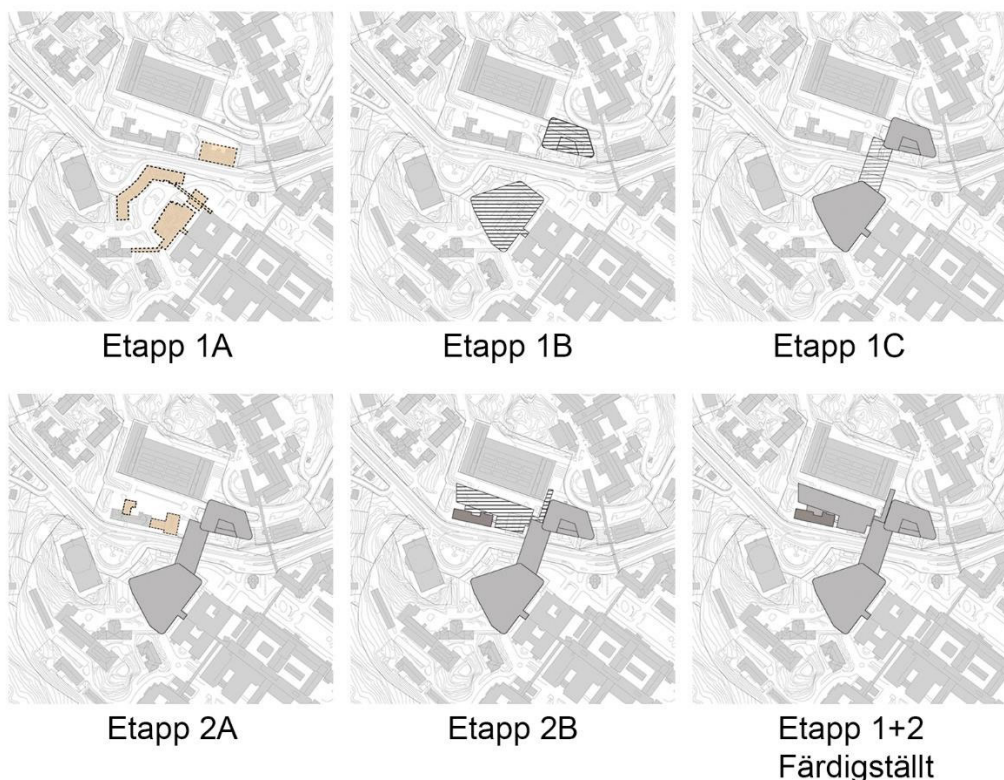 Etapp 1A
Etapp 1B
Etapp 1C
Etapp 2A
Etapp 2B
Etapp 1+2
Färdigställt